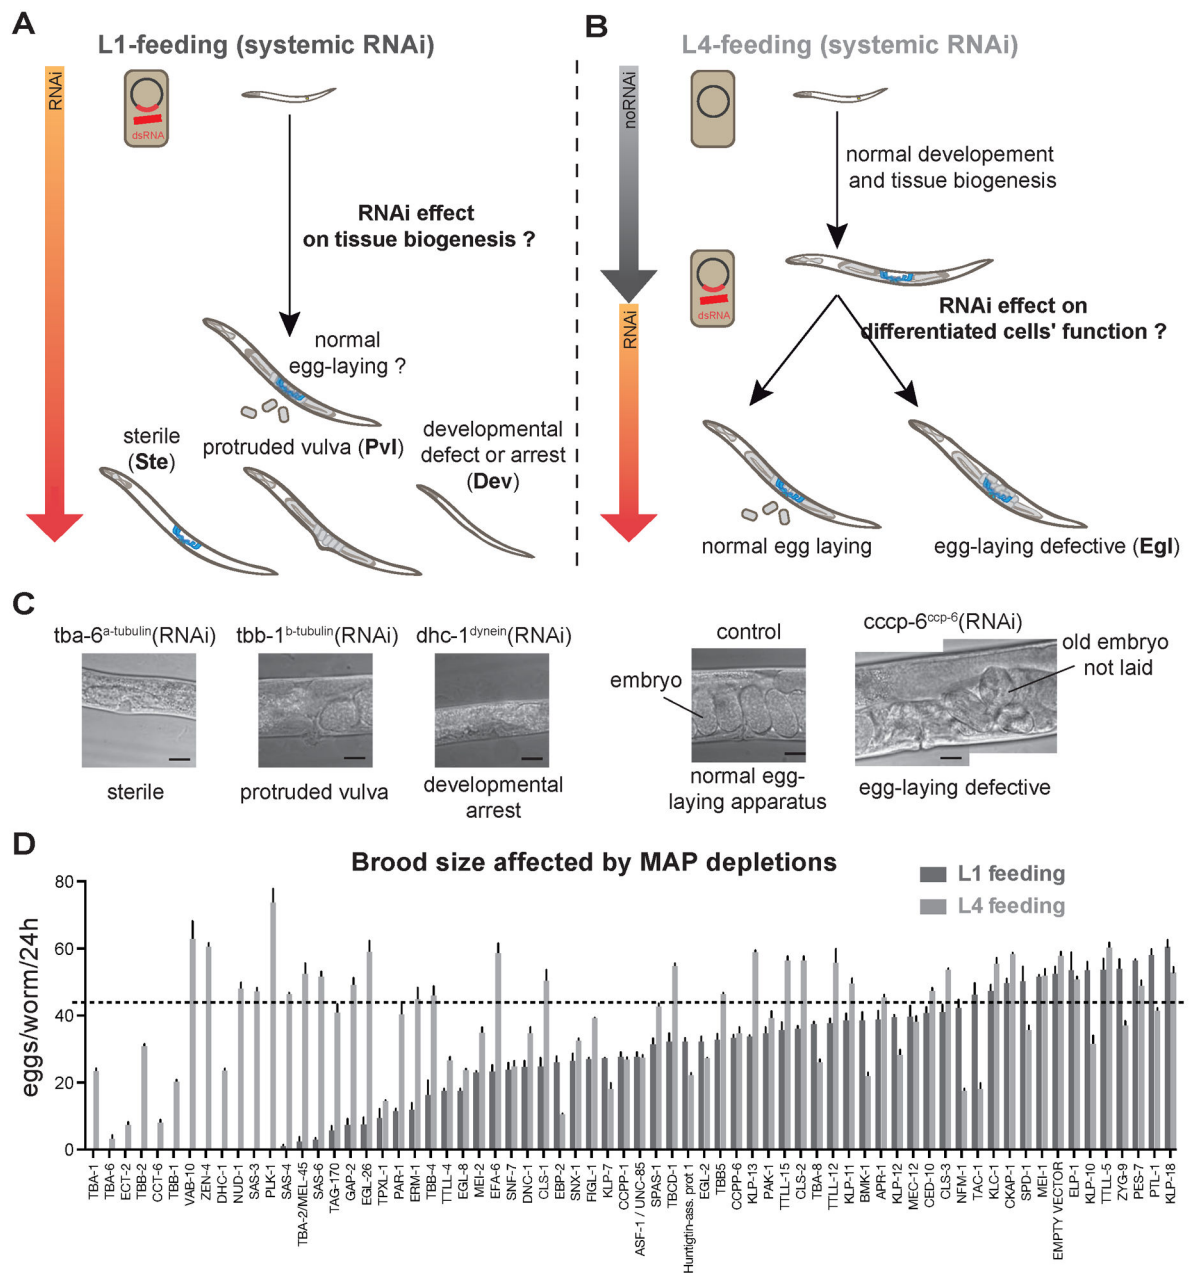 A
L1-feeding (systemic RNAi)
RNAi
dsRNA
RNAi effect
on tissue biogenesis ?
normal
egg-laying ?
sterile
(Ste)
protruded vulva (Pvl)
developmental
defect or arrest
(Dev)
B
L4-feeding (systemic RNAi)
noRNAi
normal developement
and tissue biogenesis
dsRNA
RNAi
RNAi effect on
differentiated cells' function ?
normal egg laying
egg-laying defective (Egl)
C
tba-6a-tubulin(RNAi)
tbb-1b-tubulin(RNAi)
dhc-1dynein(RNAi)
sterile
protruded vulva
developmental
arrest
control
embryo
normal egg-
laying apparatus
cccp-6ccp-6(RNAi)
old embryo
not laid
egg-laying defective
D
Brood size affected by MAP depletions
L1 feeding
L4 feeding
eggs/worm/24h
80
60
40
20
0
TBA-1
TBA-6
ECT-2
TBB-2
CCT-6
TBB-1
VAB-10
ZEN-4
DHC-1
NUD-1
SAS-3
PLK-1
SAS-4
TBA-2/MEL-45
SAS-6
TAG-170
GAP-2
EGL-26
TPXL-1
PAR-1
ERM-1
TBB-4
TTLL-4
EGL-8
MEI-2
EFA-6
SNF-7
DNC-1
CLS-1
EBP-2
SNX-1
FIGL-1
KLP-7
CCPP-1
ASF-1 / UNC-85
SPAS-1
TBCD-1
Huntigtin-ass. prot 1
EGL-2
TBB5
CCPP-6
KLP-13
PAK-1
TTLL-15
CLS-2
TBA-8
TTLL-12
KLP-11
BMK-1
APR-1
KLP-12
MEC-12
CED-10
CLS-3
NFM-1
TAC-1
KLC-1
CKAP-1
SPD-1
MEI-1
EMPTY VECTOR
ELP-1
KLP-10
TTLL-5
ZYG-9
PES-7
PTL-1
KLP-18